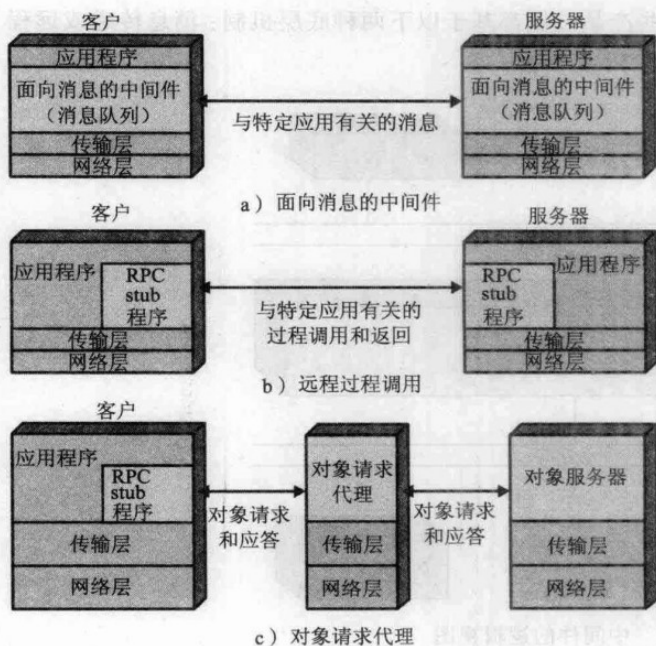 客户
服务器
应用程序
应用程序
面向消息的中间件
(消息队列)
面向消息的中间件
(消息队列)
与特定应用有关的消息
传输层
传输层
网络层
网络层
a) 面向消息的中间件
客户
服务器
应用程序
RPC
stub
程序
RPC
stub
程序
应用程序
与特定应用有关的
过程调用和返回
传输层
传输层
网络层
网络层
b) 远程过程调用
客户
应用程序
RPC
stub
程序
对象请求
代理
对象服务器
对象请求
和应答
对象请求
和应答
传输层
传输层
传输层
网络层
网络层
网络层
c) 对象请求代理